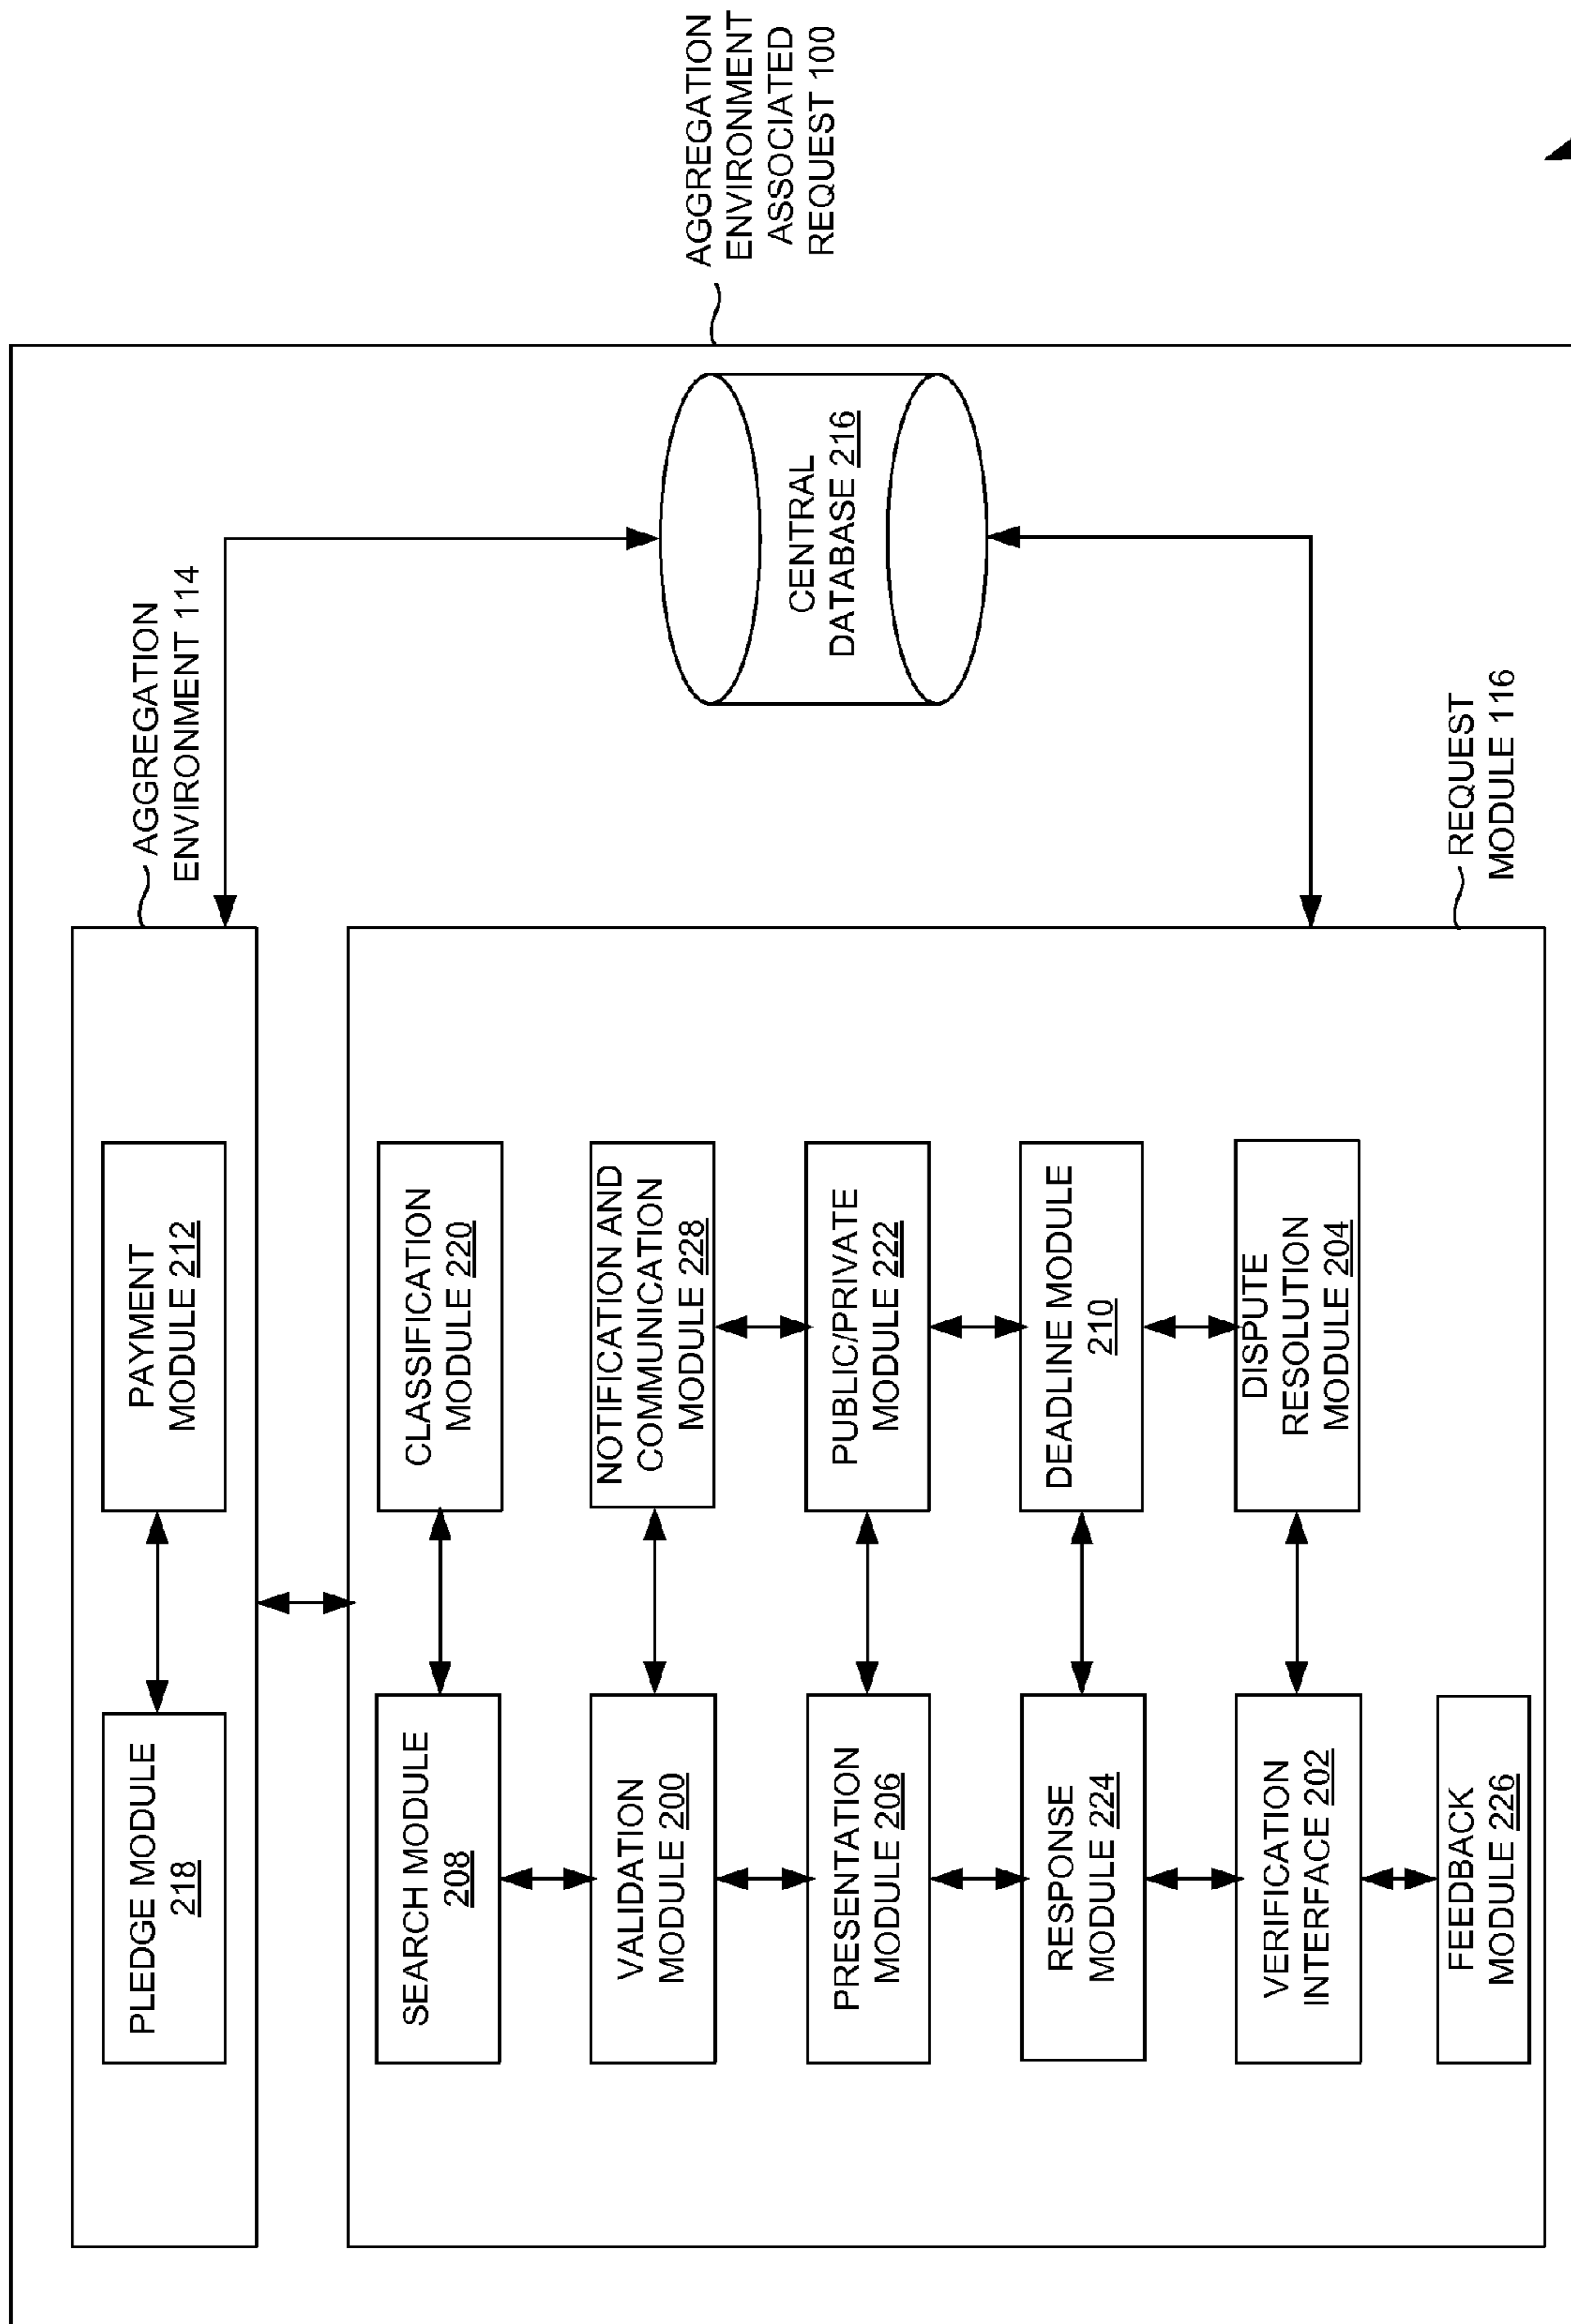 AGGREGATION
ENVIRONMENT 114
PLEDGE MODULE
218
PAYMENT
MODULE 212
AGGREGATION
ENVIRONMENT
ASSOCIATED
REQUEST 100
SEARCH MODULE
208
CLASSIFICATION
MODULE 220
VALIDATION
MODULE 200
NOTIFICATION AND
COMMUNICATION
MODULE 228
CENTRAL
DATABASE 216
PRESENTATION
MODULE 206
PUBLIC/PRIVATE
MODULE 222
RESPONSE
MODULE 224
DEADLINE MODULE
210
VERIFICATION
INTERFACE 202
DISPUTE
RESOLUTION
MODULE 204
FEEDBACK
MODULE 226
REQUEST
MODULE 116